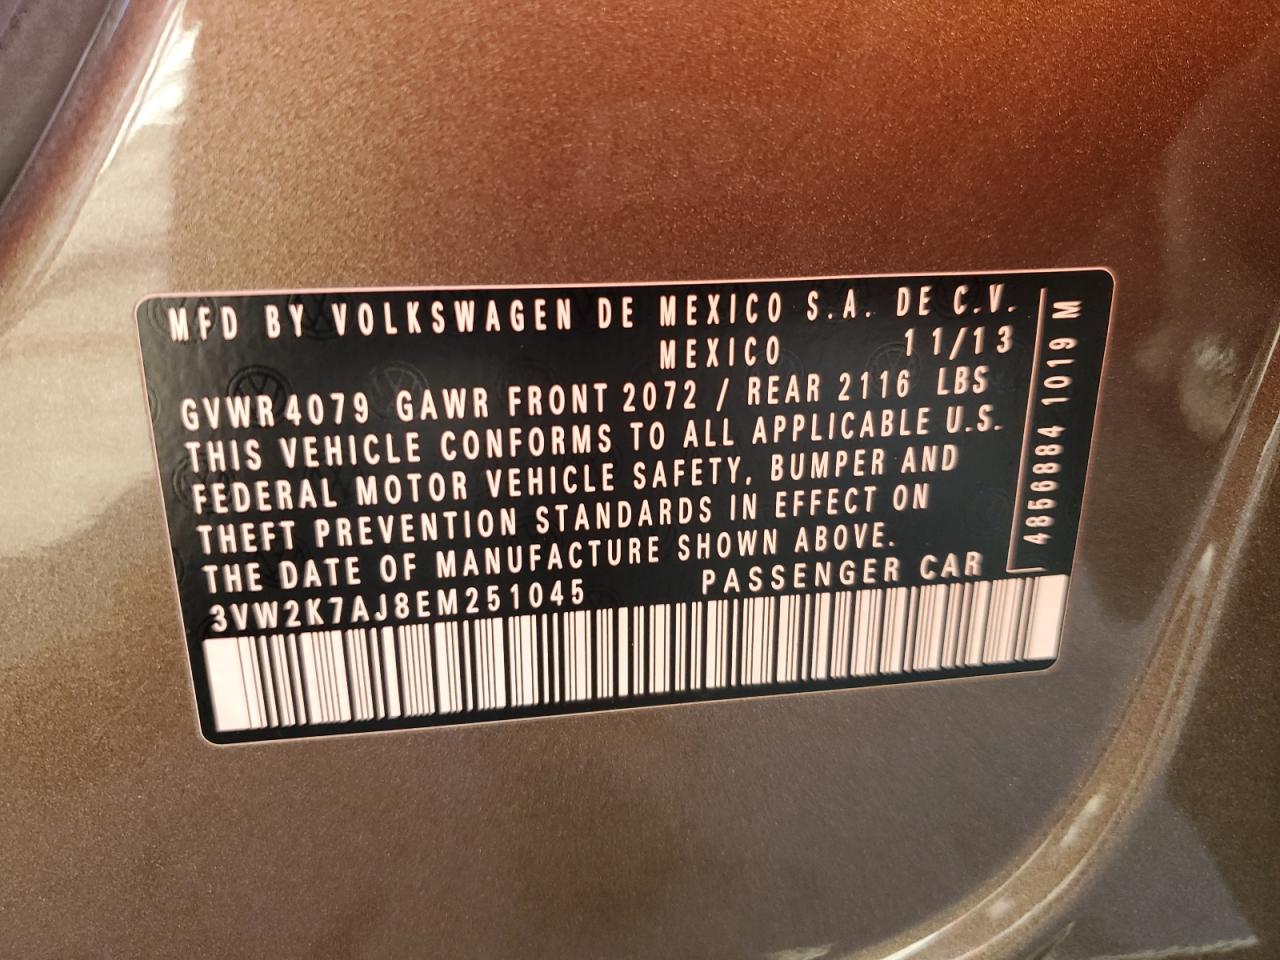 MFD BY VOLKSWAGEN DE MEXICO S.A. DE C.V.
MEXICO 11/13
GVWR 4079 GAWR FRONT 2072 / REAR 2116 LBS
THIS VEHICLE CONFORMS TO ALL APPLICABLE U.S.
FEDERAL MOTOR VEHICLE SAFETY, BUMPER AND
THEFT PREVENTION STANDARDS IN EFFECT ON
THE DATE OF MANUFACTURE SHOWN ABOVE.
3VW2K7AJ8EM251045 PASSENGER CAR
4856884 1019 M